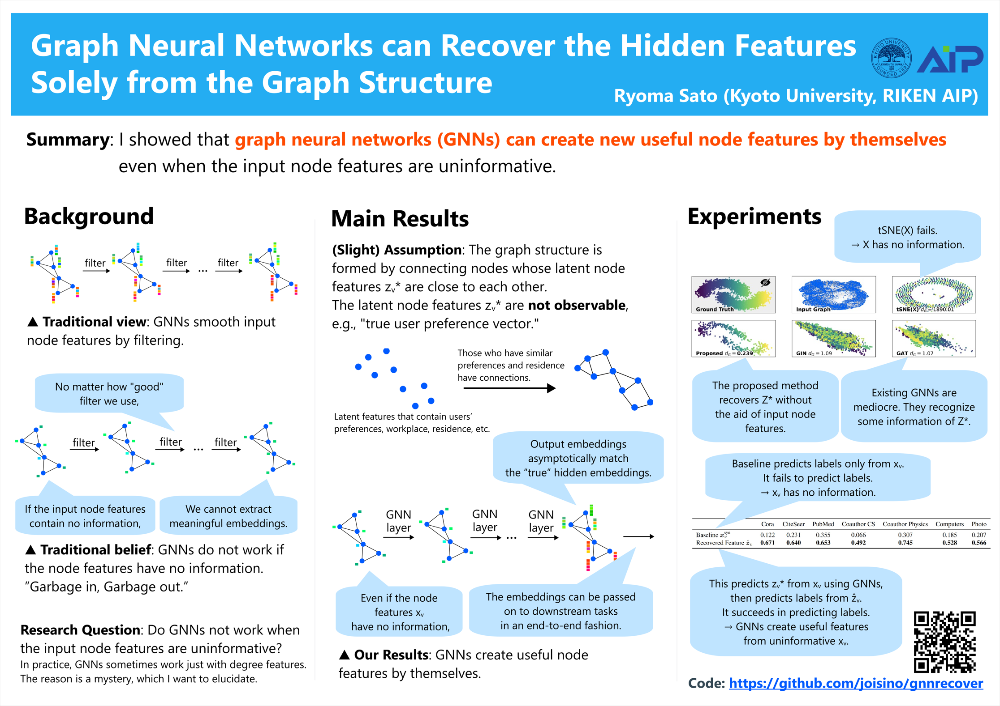 Graph Neural Networks can Recover the Hidden Features
Solely from the Graph Structure
KYOTO UNIVERSITY
KYOTO JAPAN
FOUNDED 1897
AIP
Ryoma Sato (Kyoto University, RIKEN AIP)
Summary: I showed that graph neural networks (GNNs) can create new useful node features by themselves
even when the input node features are uninformative.
Background
filter
filter
...
filter
▲ Traditional view: GNNs smooth input
node features by filtering.
No matter how "good"
filter we use,
filter
filter
...
filter
If the input node features
contain no information,
We cannot extract
meaningful embeddings.
▲ Traditional belief: GNNs do not work if
the node features have no information.
”Garbage in, Garbage out.”
Research Question: Do GNNs not work when
the input node features are uninformative?
In practice, GNNs sometimes work just with degree features.
The reason is a mystery, which I want to elucidate.
Main Results
(Slight) Assumption: The graph structure is
formed by connecting nodes whose latent node
features zᵥ* are close to each other.
The latent node features zᵥ* are not observable,
e.g., "true user preference vector."
Those who have similar
preferences and residence
have connections.
Latent features that contain users’
preferences, workplace, residence, etc.
Output embeddings
asymptotically match
the “true” hidden embeddings.
GNN
layer
GNN
layer
...
GNN
layer
Even if the node
features xᵥ
have no information,
The embeddings can be passed
on to downstream tasks
in an end-to-end fashion.
▲ Our Results: GNNs create useful node
features by themselves.
Experiments
tSNE(X) fails.
→ X has no information.
Ground Truth
Input Graph
tSNE(X) d_G = 1890.01
Proposed d_G = 0.239
GIN d_G = 1.09
GAT d_G = 1.07
The proposed method
recovers Z* without
the aid of input node
features.
Existing GNNs are
mediocre. They recognize
some information of Z*.
Baseline predicts labels only from xᵥ.
It fails to predict labels.
→ xᵥ has no information.
Cora CiteSeer PubMed Coauthor CS Coauthor Physics Computers Photo
Baseline x_v^syn 0.122 0.231 0.355 0.066 0.307 0.185 0.207
Recovered Feature ẑᵥ 0.671 0.640 0.653 0.492 0.745 0.528 0.566
This predicts zᵥ* from xᵥ using GNNs,
then predicts labels from ẑᵥ.
It succeeds in predicting labels.
→ GNNs create useful features
from uninformative xᵥ.
Code: https://github.com/joisino/gnnrecover